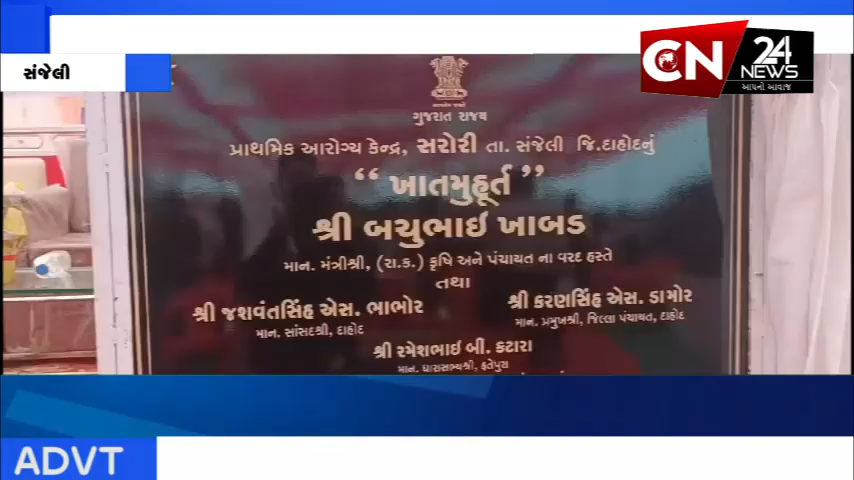 CN
24
NEWS
આપનો આવાજ
સંજેલી
ગુજરાત રાજ્ય
પ્રાથમિક આરોગ્ય કેન્દ્ર, સરોરી તા. સંજેલી જિ.દાહોદનું
“ ખાતમુહૂર્ત ”
શ્રી બચુભાઈ ખાબડ
માન. મંત્રીશ્રી, (રા.ક.) કૃષિ અને પંચાયત ના વરદ હસ્તે
તથા
શ્રી જશવંતસિંહ એસ. ભાભોર
માન. સાંસદશ્રી, દાહોદ
શ્રી કરણસિંહ એસ. ડામોર
માન. પ્રમુખશ્રી, જિલ્લા પંચાયત, દાહોદ
શ્રી રમેશભાઈ બી. કટારા
માન. ધારાસભ્યશ્રી, ફતેપુરા
ADVT